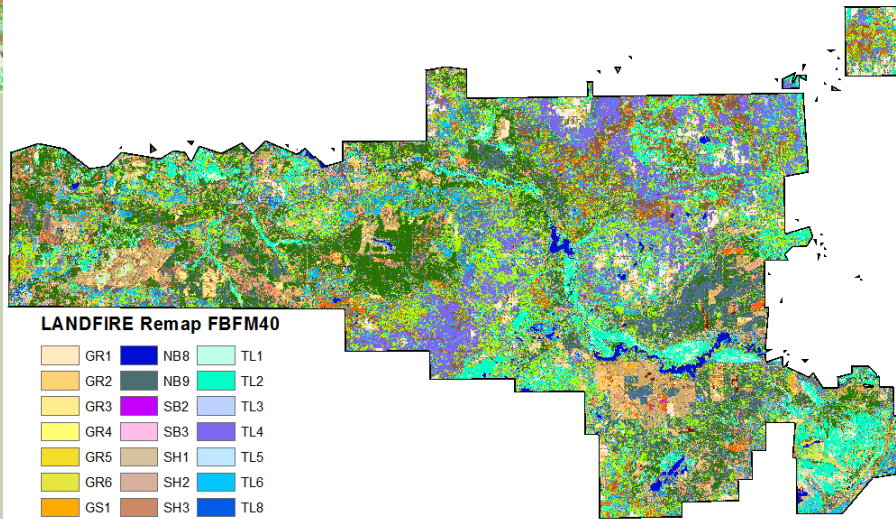 LANDFIRE Remap FBFM40
GR1 NB8 TL1
GR2 NB9 TL2
GR3 SB2 TL3
GR4 SB3 TL4
GR5 SH1 TL5
GR6 SH2 TL6
GS1 SH3 TL8